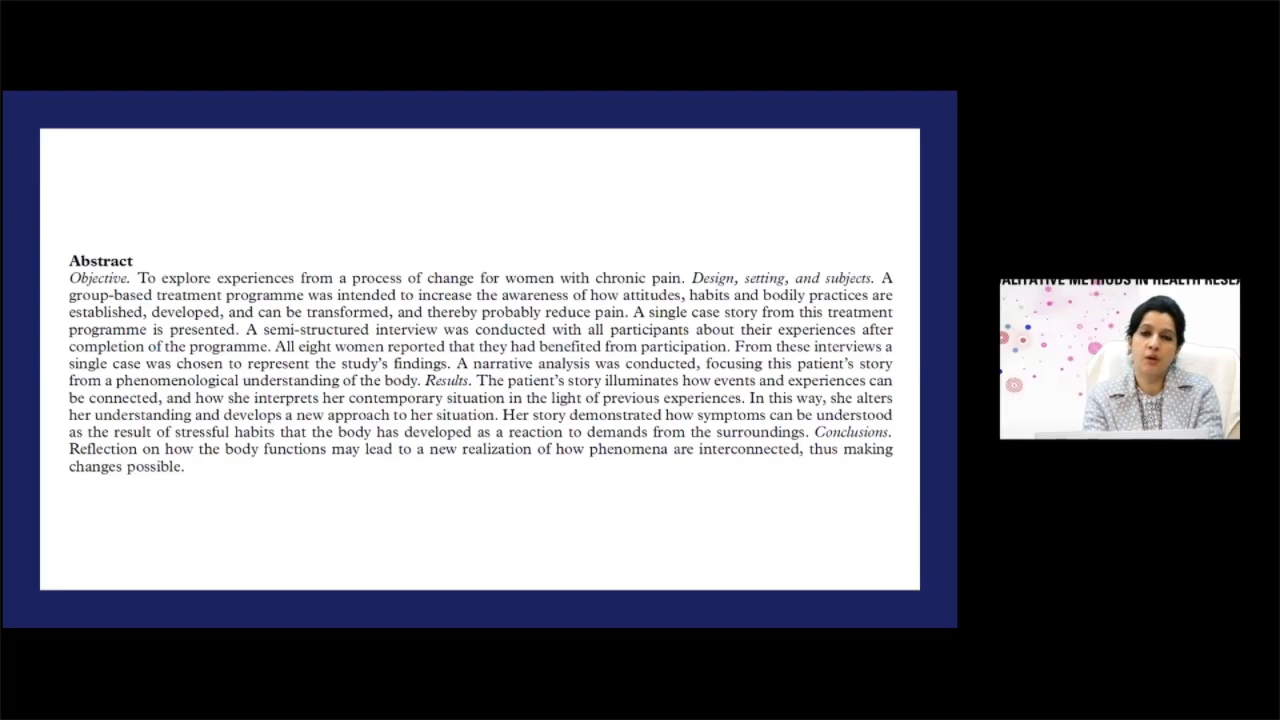 Abstract
Objective. To explore experiences from a process of change for women with chronic pain. Design, setting, and subjects. A
group-based treatment programme was intended to increase the awareness of how attitudes, habits and bodily practices are
established, developed, and can be transformed, and thereby probably reduce pain. A single case story from this treatment
programme is presented. A semi-structured interview was conducted with all participants about their experiences after
completion of the programme. All eight women reported that they had benefited from participation. From these interviews a
single case was chosen to represent the study's findings. A narrative analysis was conducted, focusing this patient's story
from a phenomenological understanding of the body. Results. The patient's story illuminates how events and experiences can
be connected, and how she interprets her contemporary situation in the light of previous experiences. In this way, she alters
her understanding and develops a new approach to her situation. Her story demonstrated how symptoms can be understood
as the result of stressful habits that the body has developed as a reaction to demands from the surroundings. Conclusions.
Reflection on how the body functions may lead to a new realization of how phenomena are interconnected, thus making
changes possible.
METHODS IN HEALTH